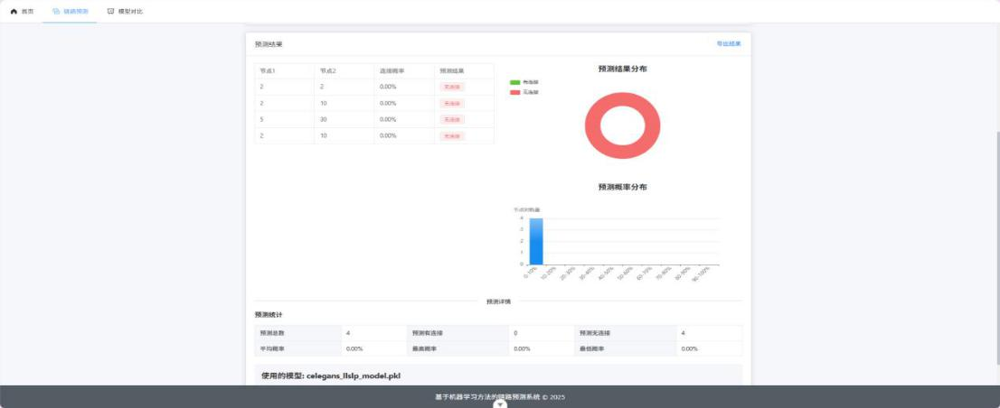 首页 链路预测 模型对比
预测结果 导出结果
节点1 节点2 连接概率 预测结果
2 2 0.00% 无连接
2 10 0.00% 无连接
5 30 0.00% 无连接
2 10 0.00% 无连接
预测结果分布
有连接
无连接
预测概率分布
节点对数量
4
3
2
1
0
0-10% 10-20% 20-30% 30-40% 40-50% 50-60% 60-70% 70-80% 80-90% 90-100%
预测详情
预测统计
预测总数 4 预测有连接 0 预测无连接 4
平均概率 0.00% 最高概率 0.00% 最低概率 0.00%
使用的模型: celegans_llslp_model.pkl
基于机器学习方法的链路预测系统 © 2025